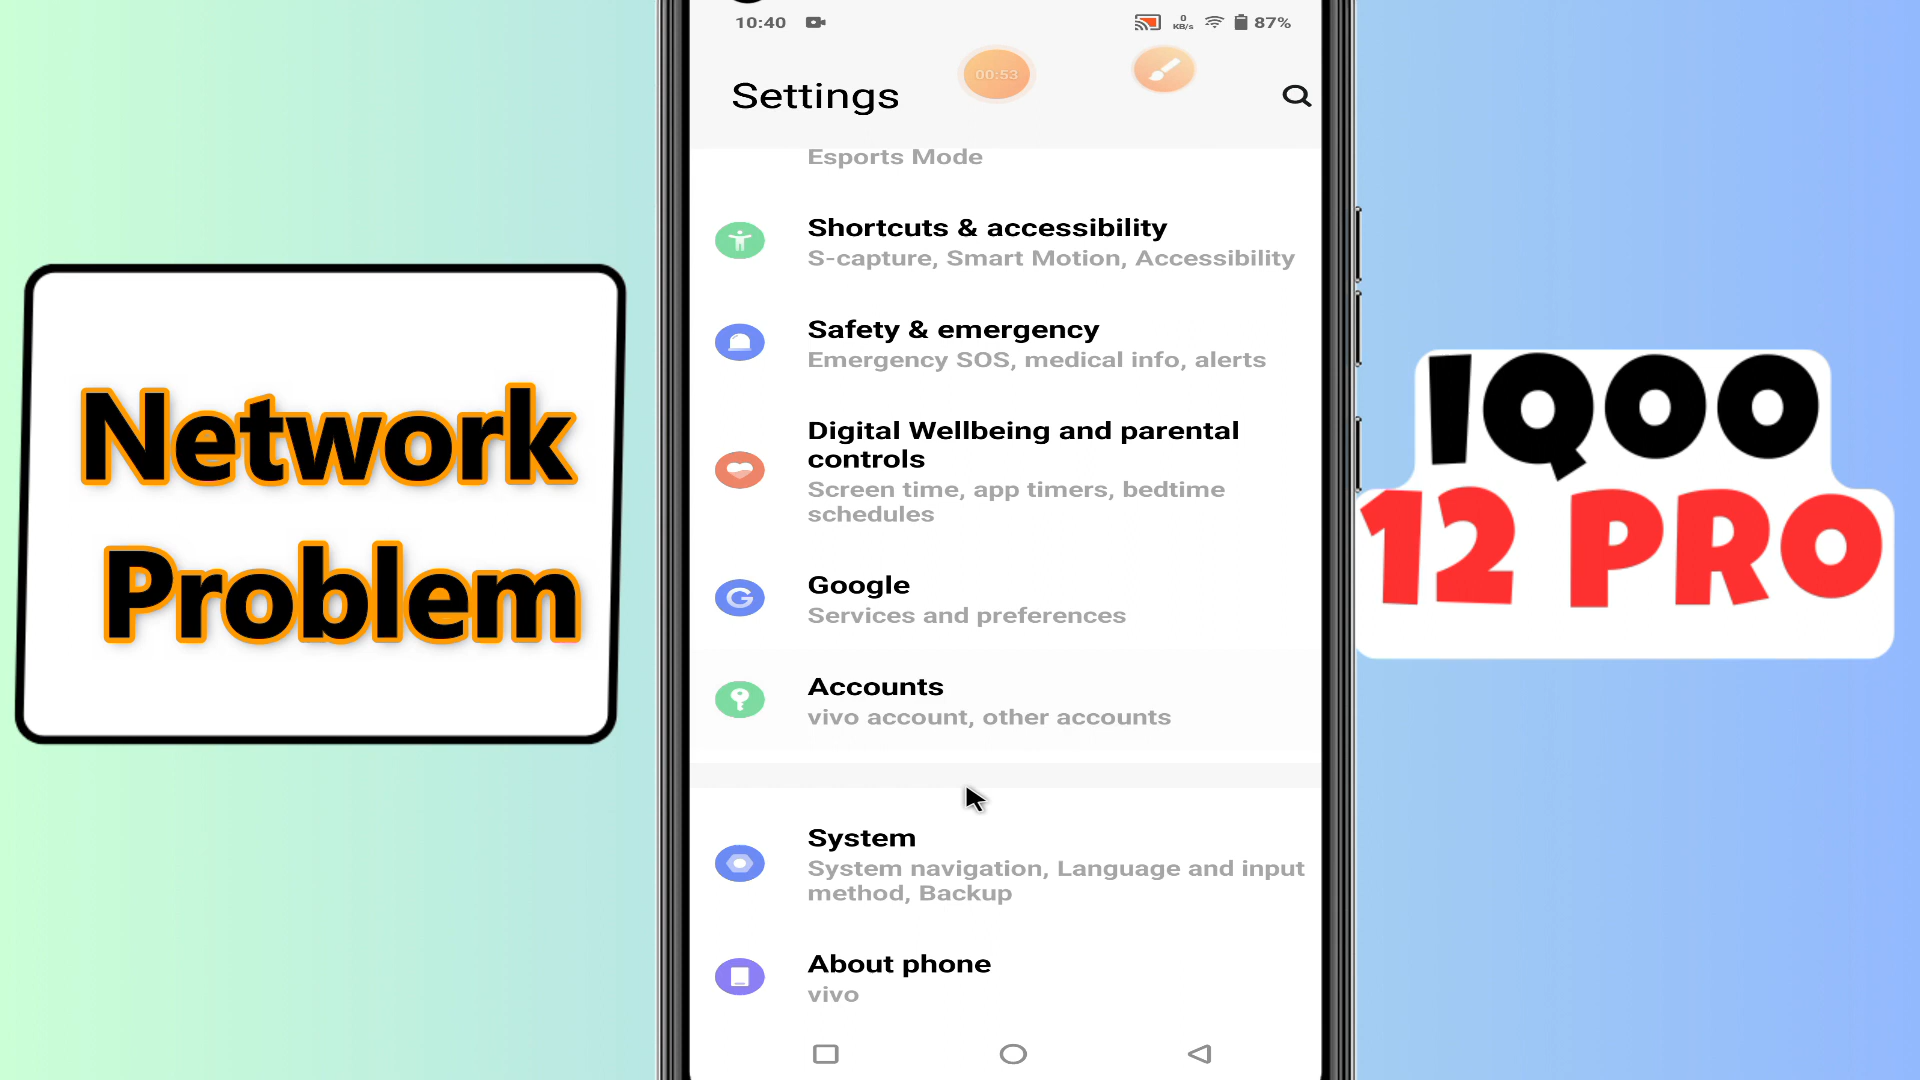 10:40
0
KB/s
87%
00:53
Settings
Esports Mode
Shortcuts & accessibility
S-capture, Smart Motion, Accessibility
Safety & emergency
Emergency SOS, medical info, alerts
Digital Wellbeing and parental
controls
Screen time, app timers, bedtime
schedules
Google
Services and preferences
Accounts
vivo account, other accounts
System
System navigation, Language and input
method, Backup
About phone
vivo
Network
Problem
IQOO
12 PRO